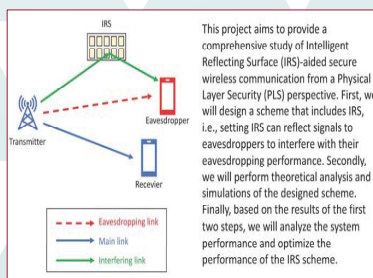 IRS
Eavesdropper
Transmitter
Recevier
Eavesdropping link
Main link
Interfering link
This project aims to provide a
comprehensive study of Intelligent
Reflecting Surface (IRS)-aided secure
wireless communication from a Physical
Layer Security (PLS) perspective. First, we
will design a scheme that includes IRS,
i.e., setting IRS can reflect signals to
eavesdroppers to interfere with their
eavesdropping performance. Secondly,
we will perform theoretical analysis and
simulations of the designed scheme.
Finally, based on the results of the first
two steps, we will analyze the system
performance and optimize the
performance of the IRS scheme.